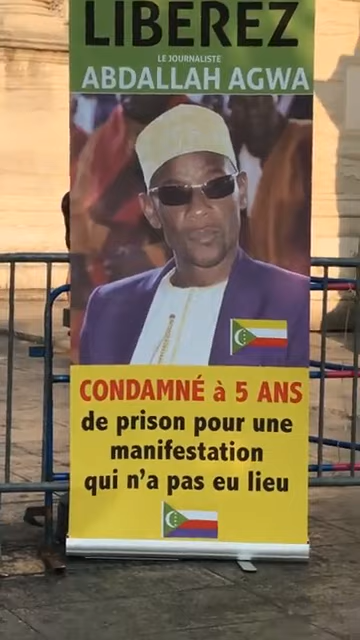 LIBEREZ
LE JOURNALISTE
ABDALLAH AGWA
CONDAMNÉ à 5 ANS
de prison pour une
manifestation
qui n'a pas eu lieu